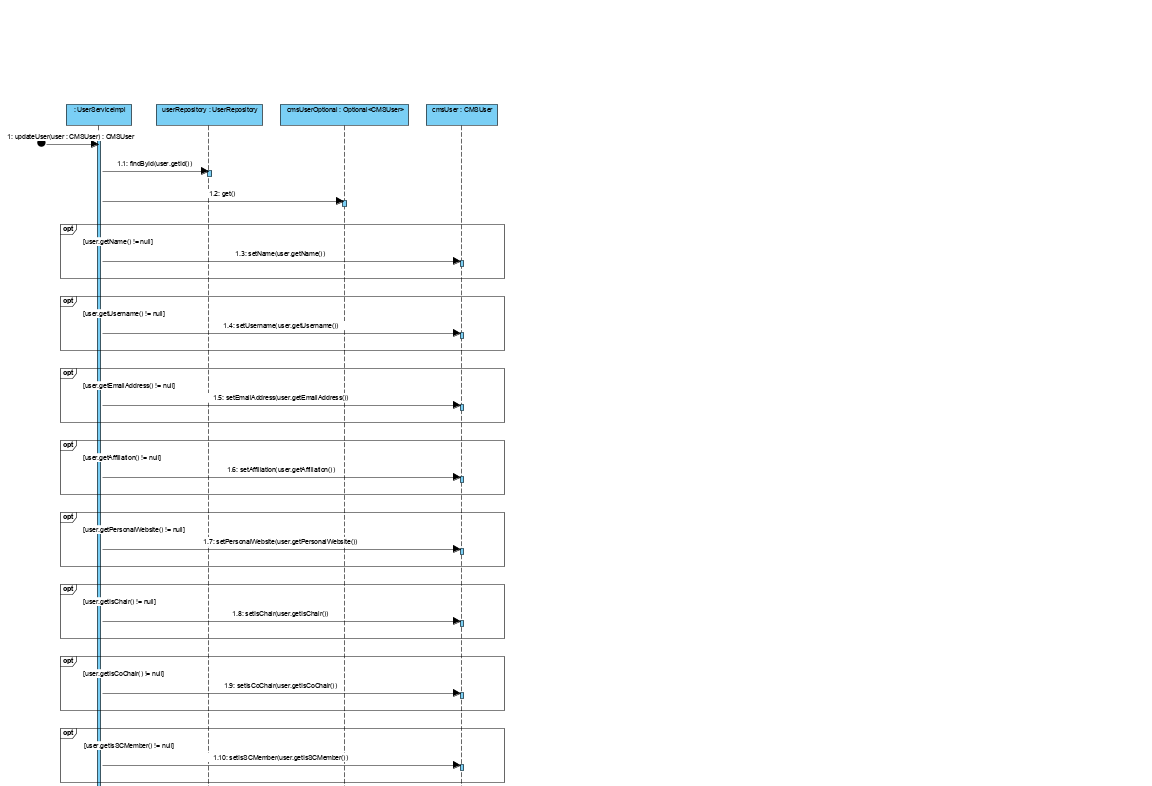 : UserServiceImpl
userRepository : UserRepository
cmsUserOptional : Optional<CMSUser>
cmsUser : CMSUser
1: updateUser(user : CMSUser) : CMSUser
1.1: findById(user.getId())
1.2: get()
opt
[user.getName() != null]
1.3: setName(user.getName())
opt
[user.getUsername() != null]
1.4: setUsername(user.getUsername())
opt
[user.getEmailAddress() != null]
1.5: setEmailAddress(user.getEmailAddress())
opt
[user.getAffiliation() != null]
1.6: setAffiliation(user.getAffiliation())
opt
[user.getPersonalWebsite() != null]
1.7: setPersonalWebsite(user.getPersonalWebsite())
opt
[user.getIsChair() != null]
1.8: setIsChair(user.getIsChair())
opt
[user.getIsCoChair() != null]
1.9: setIsCoChair(user.getIsCoChair())
opt
[user.getIsSCMember() != null]
1.10: setIsSCMember(user.getIsSCMember())